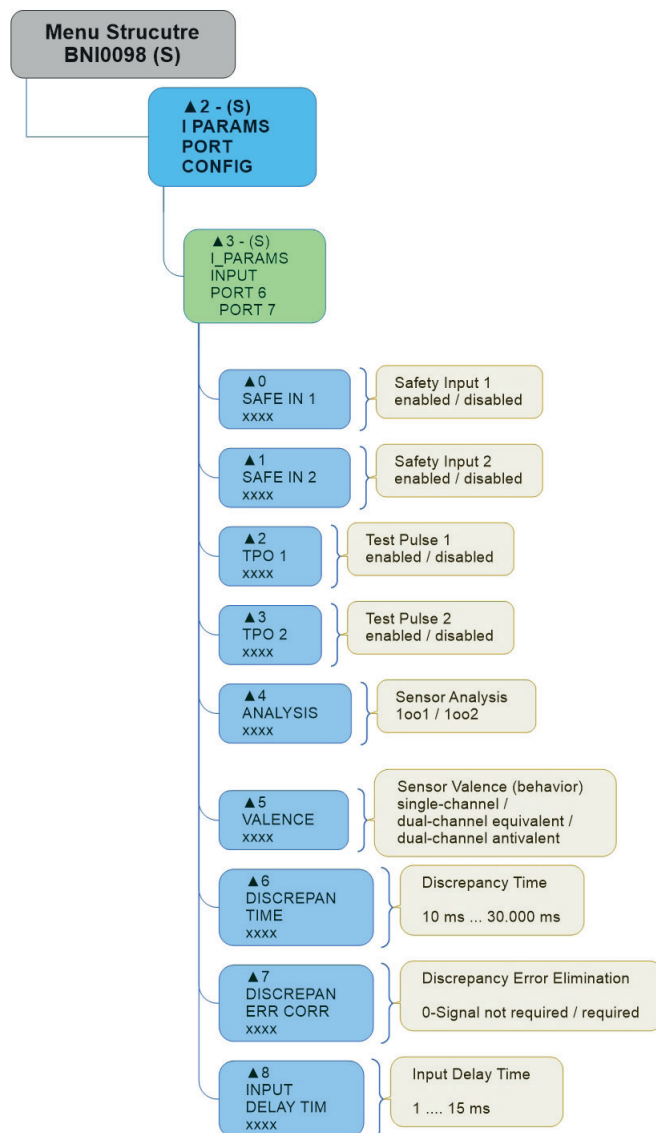 Menu Strucutre
BNI0098 (S)
▲2 - (S)
I PARAMS
PORT
CONFIG
▲3 - (S)
I_PARAMS
INPUT
PORT 6
PORT 7
▲0
SAFE IN 1
xxxx
Safety Input 1
enabled / disabled
▲1
SAFE IN 2
xxxx
Safety Input 2
enabled / disabled
▲2
TPO 1
xxxx
Test Pulse 1
enabled / disabled
▲3
TPO 2
xxxx
Test Pulse 2
enabled / disabled
▲4
ANALYSIS
xxxx
Sensor Analysis
1oo1 / 1oo2
▲5
VALENCE
xxxx
Sensor Valence (behavior)
single-channel /
dual-channel equivalent /
dual-channel antivalent
▲6
DISCREPAN
TIME
xxxx
Discrepancy Time
10 ms ... 30.000 ms
▲7
DISCREPAN
ERR CORR
xxxx
Discrepancy Error Elimination
0-Signal not required / required
▲8
INPUT
DELAY TIM
xxxx
Input Delay Time
1 .... 15 ms